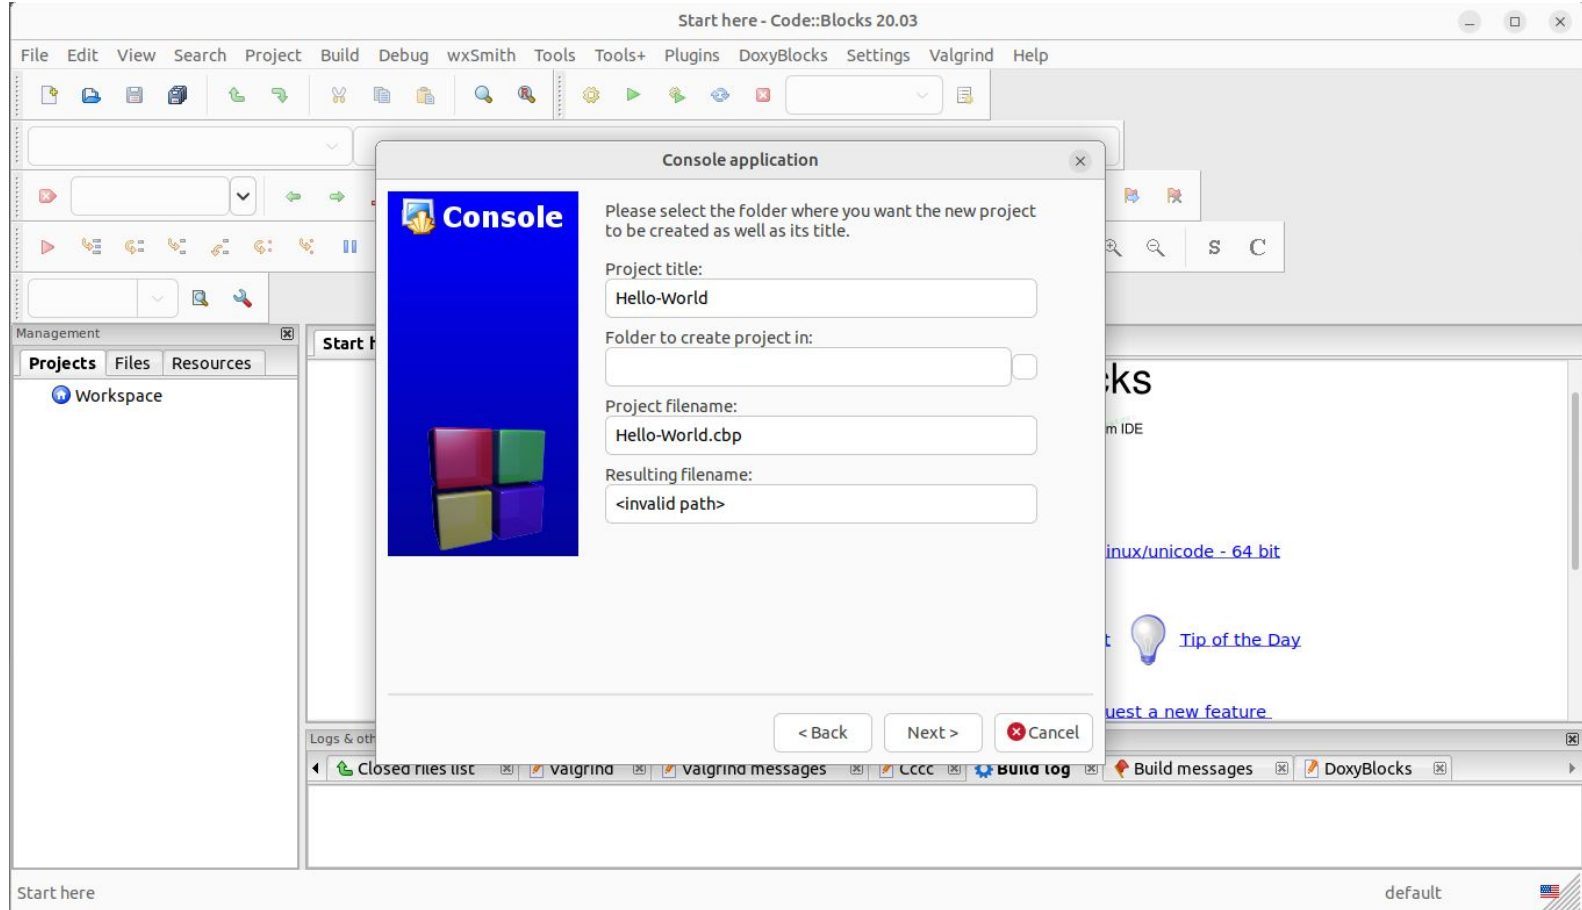 Start here - Code::Blocks 20.03
File Edit View Search Project Build Debug wxSmith Tools Tools+ Plugins DoxyBlocks Settings Valgrind Help
Console application
Console
Please select the folder where you want the new project
to be created as well as its title.
Project title:
Hello-World
Folder to create project in:
Project filename:
Hello-World.cbp
Resulting filename:
<invalid path>
< Back Next > Cancel
S C
Management
Projects Files Resources
Workspace
Start h
cks
m IDE
inux/unicode - 64 bit
t Tip of the Day
uest a new feature
Logs & oth
Closed files list Valgrind Valgrind messages Cccc Build log Build messages DoxyBlocks
Start here default